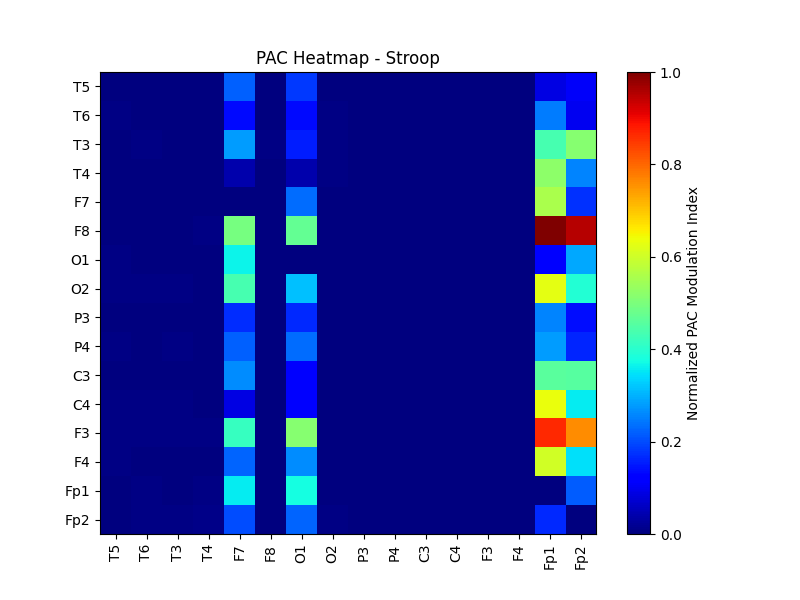 PAC Heatmap - Stroop
T5
T6
T3
T4
F7
F8
O1
O2
P3
P4
C3
C4
F3
F4
Fp1
Fp2
T5 T6 T3 T4 F7 F8 O1 O2 P3 P4 C3 C4 F3 F4 Fp1 Fp2
1.0
0.8
0.6
0.4
0.2
0.0
Normalized PAC Modulation Index